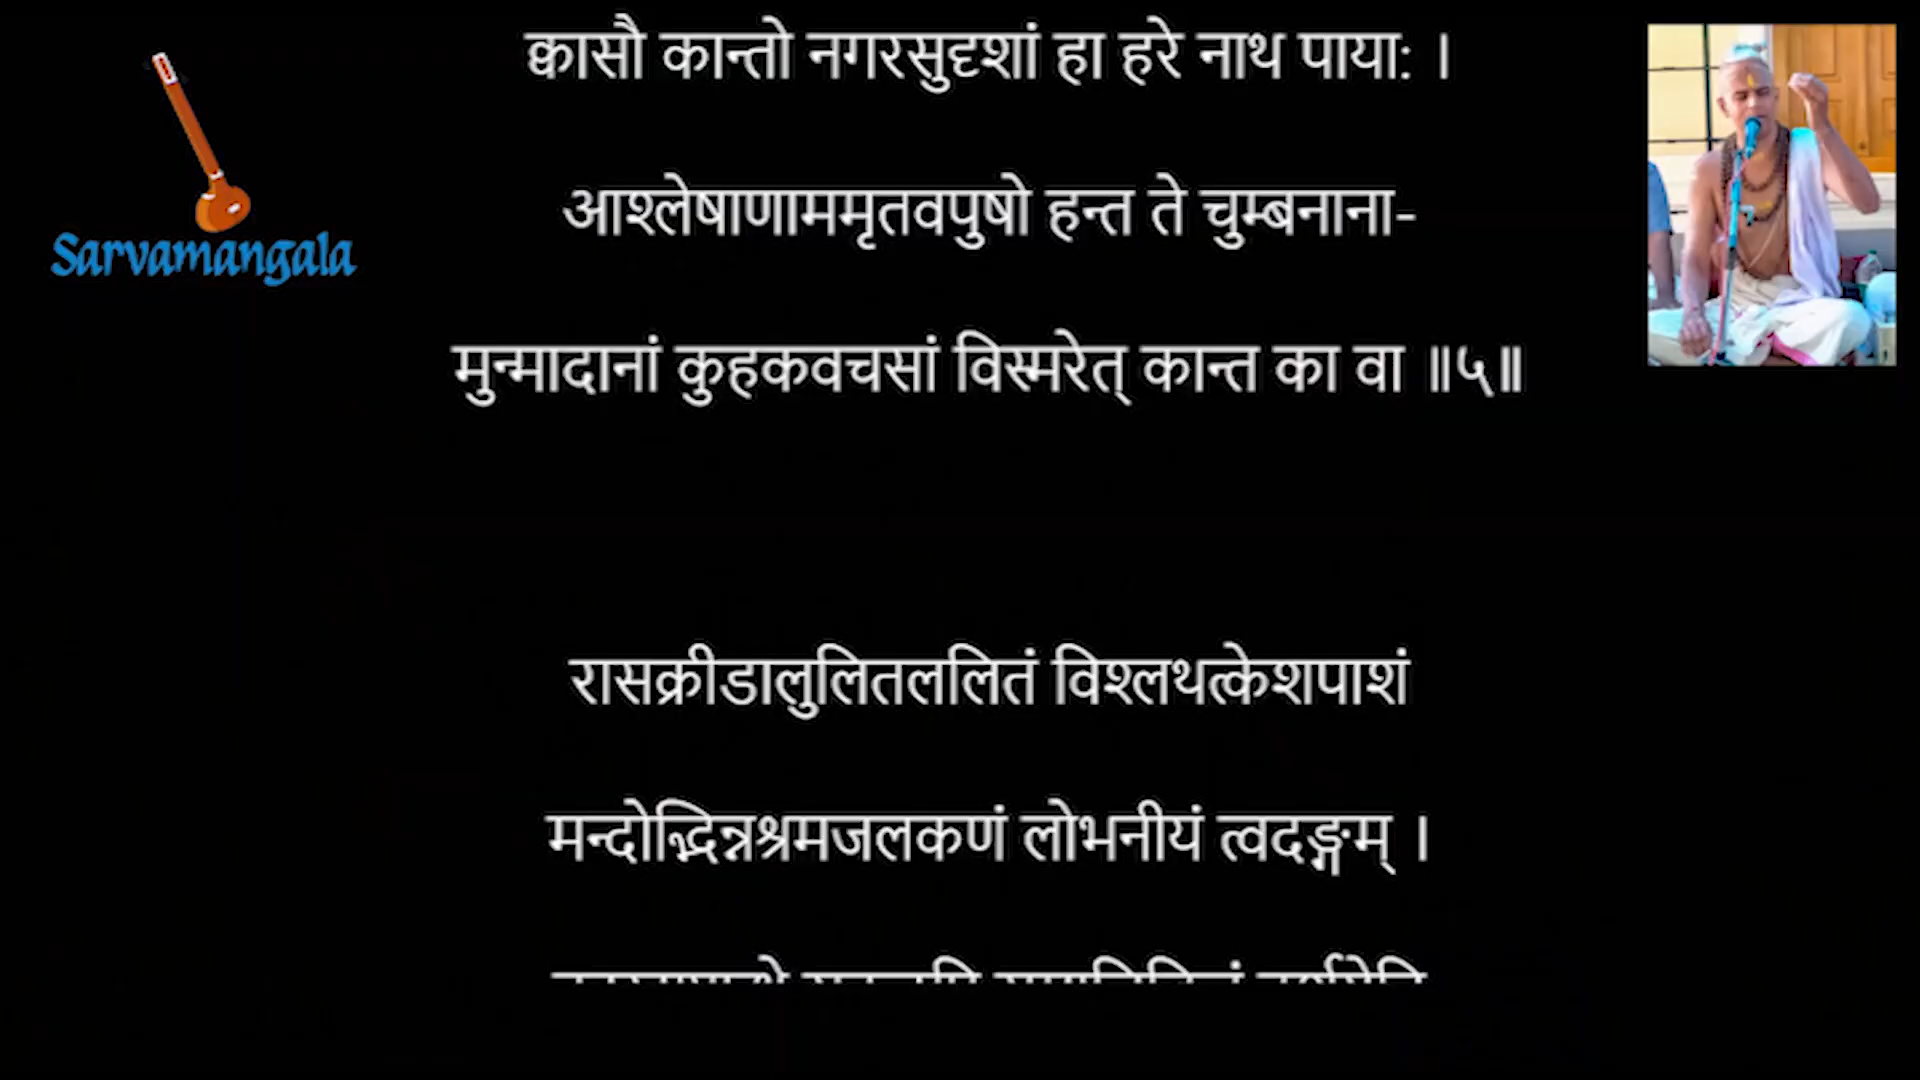 Sarvamangala
क्वासौ कान्तो नगरसुदृशां हा हरे नाथ पायाः ।
आश्लेषाणाममृतवपुषो हन्त ते चुम्बनाना-
मुन्मादानां कुहकवचसां विस्मरेत् कान्त का वा ॥५॥
रासक्रीडालुलितललितं विश्लथत्केशपाशं
मन्दोद्भिन्नश्रमजलकणं लोभनीयं त्वदङ्गम् ।